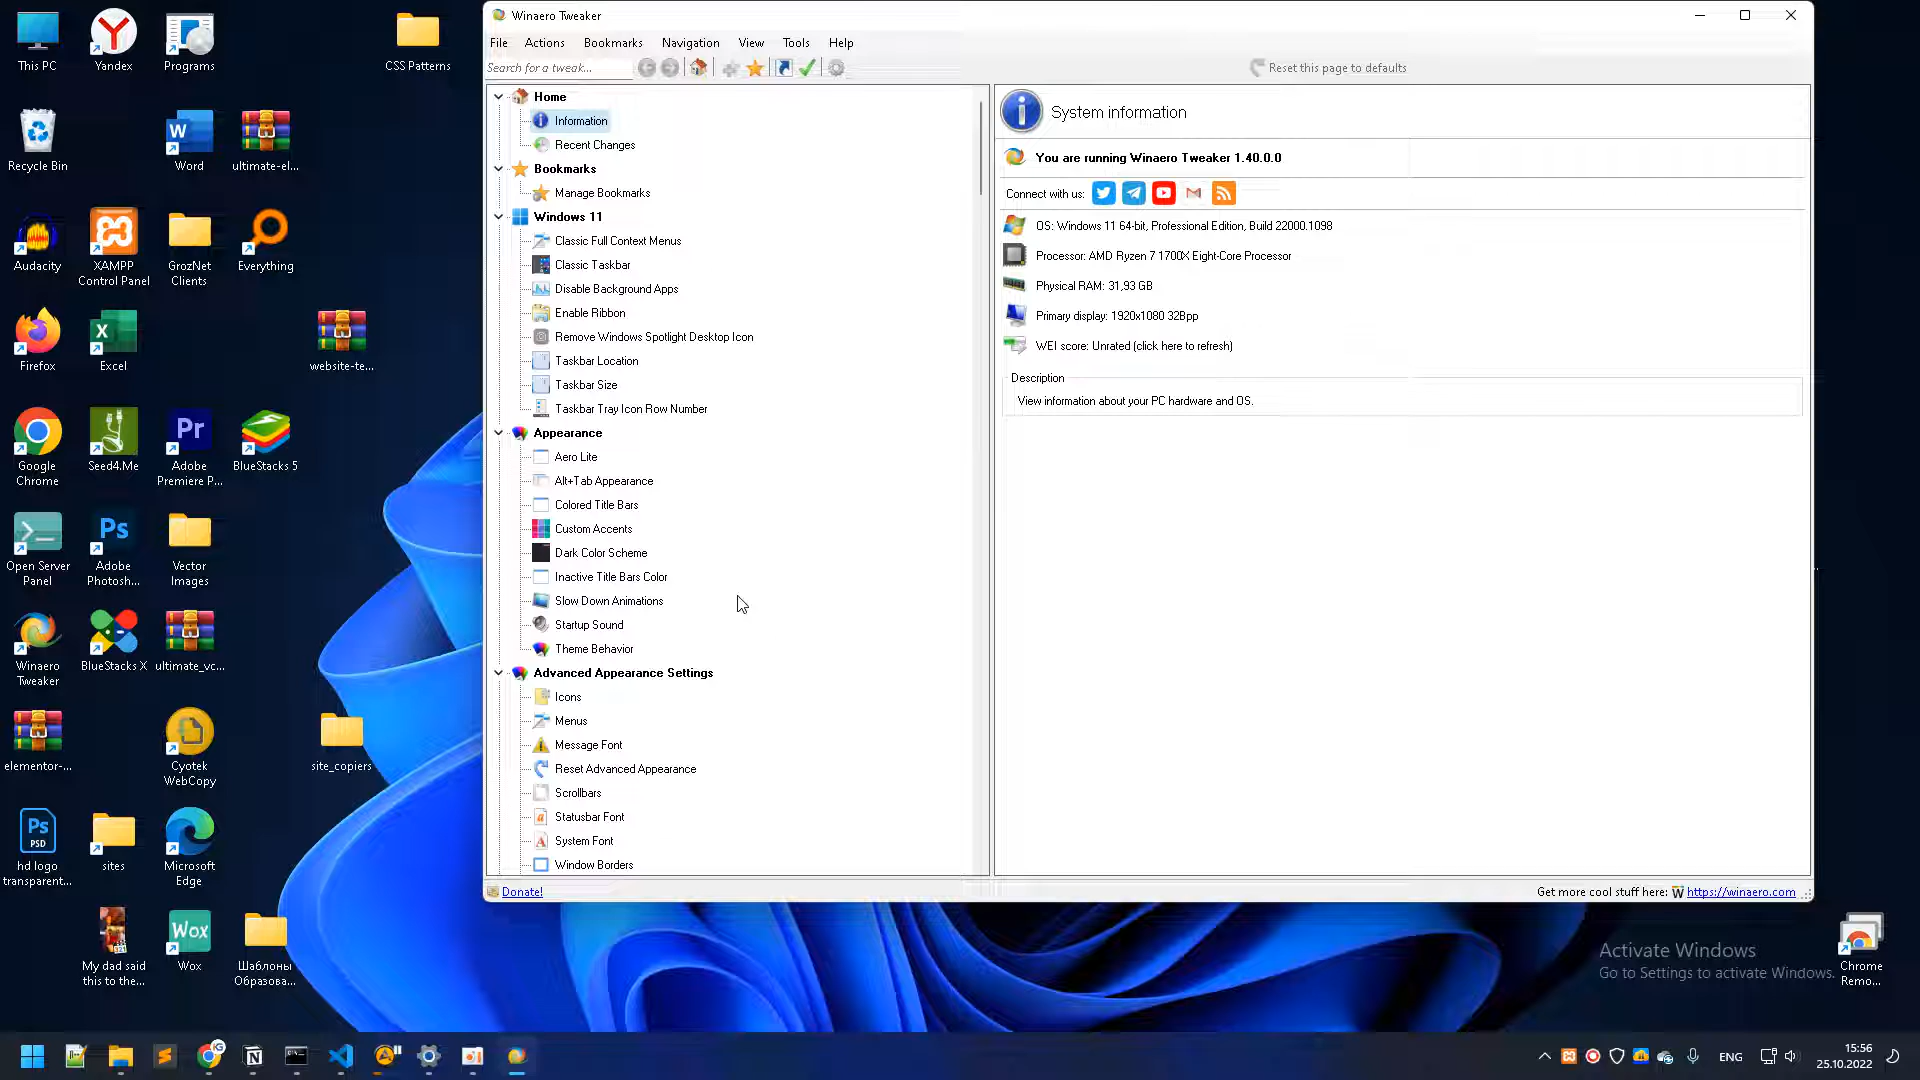 This PC
Yandex
Programs
CSS Patterns
Recycle Bin
Word
ultimate-el...
Audacity
XAMPP
Control Panel
GrozNet
Clients
Everything
Firefox
Excel
website-te...
Google
Chrome
Seed4.Me
Adobe
Premiere P...
BlueStacks 5
Open Server
Panel
Adobe
Photosh...
Vector
Images
Winaero
Tweaker
BlueStacks X
ultimate_vc...
elementor-...
Cyotek
WebCopy
site_copiers
hd logo
transparent...
sites
Microsoft
Edge
My dad said
this to the...
Wox
Шаблоны
Образова...
Winaero Tweaker
File Actions Bookmarks Navigation View Tools Help
Search for a tweak...
Reset this page to defaults
Home
Information
Recent Changes
Bookmarks
Manage Bookmarks
Windows 11
Classic Full Context Menus
Classic Taskbar
Disable Background Apps
Enable Ribbon
Remove Windows Spotlight Desktop Icon
Taskbar Location
Taskbar Size
Taskbar Tray Icon Row Number
Appearance
Aero Lite
Alt+Tab Appearance
Colored Title Bars
Custom Accents
Dark Color Scheme
Inactive Title Bars Color
Slow Down Animations
Startup Sound
Theme Behavior
Advanced Appearance Settings
Icons
Menus
Message Font
Reset Advanced Appearance
Scrollbars
Statusbar Font
System Font
Window Borders
System information
You are running Winaero Tweaker 1.40.0.0
Connect with us:
OS: Windows 11 64-bit, Professional Edition, Build 22000.1098
Processor: AMD Ryzen 7 1700X Eight-Core Processor
Physical RAM: 31,93 GB
Primary display: 1920x1080 32Bpp
WEI score: Unrated (click here to refresh)
Description
View information about your PC hardware and OS.
Donate!
Get more cool stuff here: https://winaero.com
Activate Windows
Go to Settings to activate Windows.
Chrome
Remo...
ENG
15:56
25.10.2022